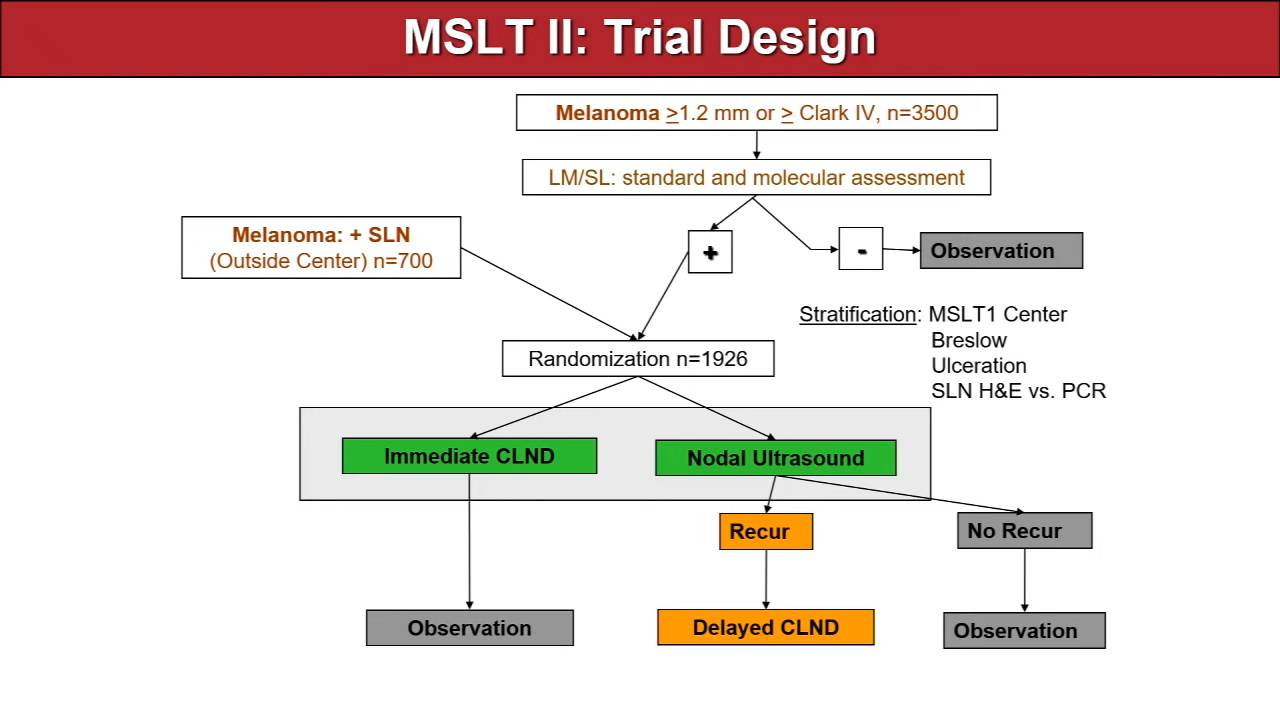 MSLT II: Trial Design
Melanoma ≥1.2 mm or ≥ Clark IV, n=3500
LM/SL: standard and molecular assessment
Melanoma: + SLN
(Outside Center) n=700
+
-
Observation
Stratification: MSLT1 Center
Breslow
Ulceration
SLN H&E vs. PCR
Randomization n=1926
Immediate CLND
Nodal Ultrasound
Recur
No Recur
Observation
Delayed CLND
Observation